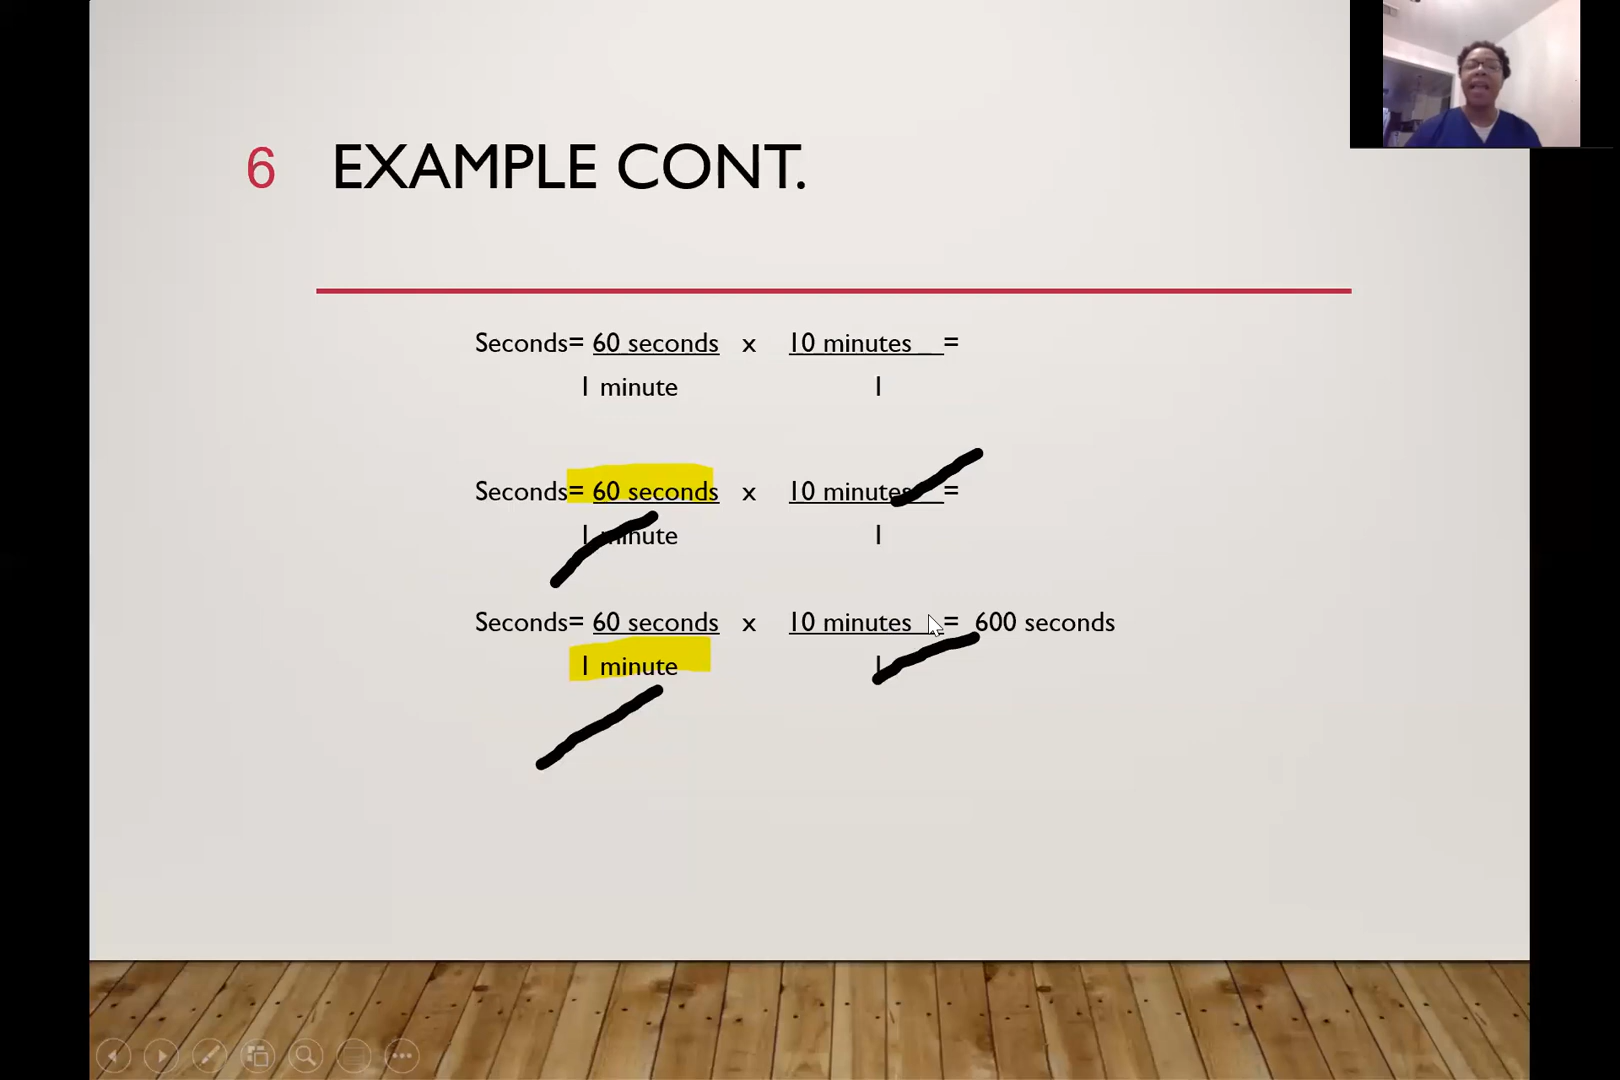 6 EXAMPLE CONT.
Seconds= 60 seconds x 10 minutes _ =
1 minute 1
Seconds= 60 seconds x 10 minutes =
1 minute 1
Seconds= 60 seconds x 10 minutes = 600 seconds
1 minute 1